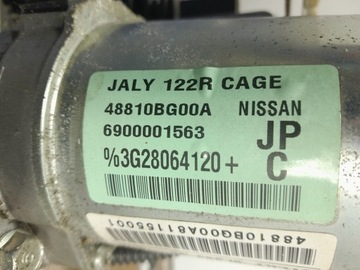 JALY 122R CAGE
48810BG00A NISSAN
6900001563 JP
%3G28064120+ C
48810BG00A81155001